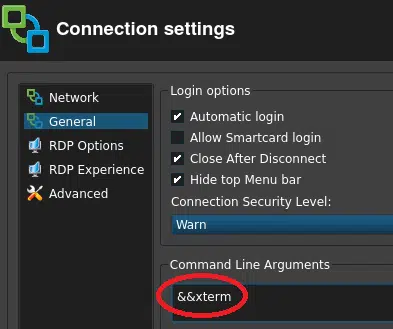 Connection settings
Network
General
RDP Options
RDP Experience
Advanced
Login options
Automatic login
Allow Smartcard login
Close After Disconnect
Hide top Menu bar
Connection Security Level:
Warn
Command Line Arguments
&&xterm